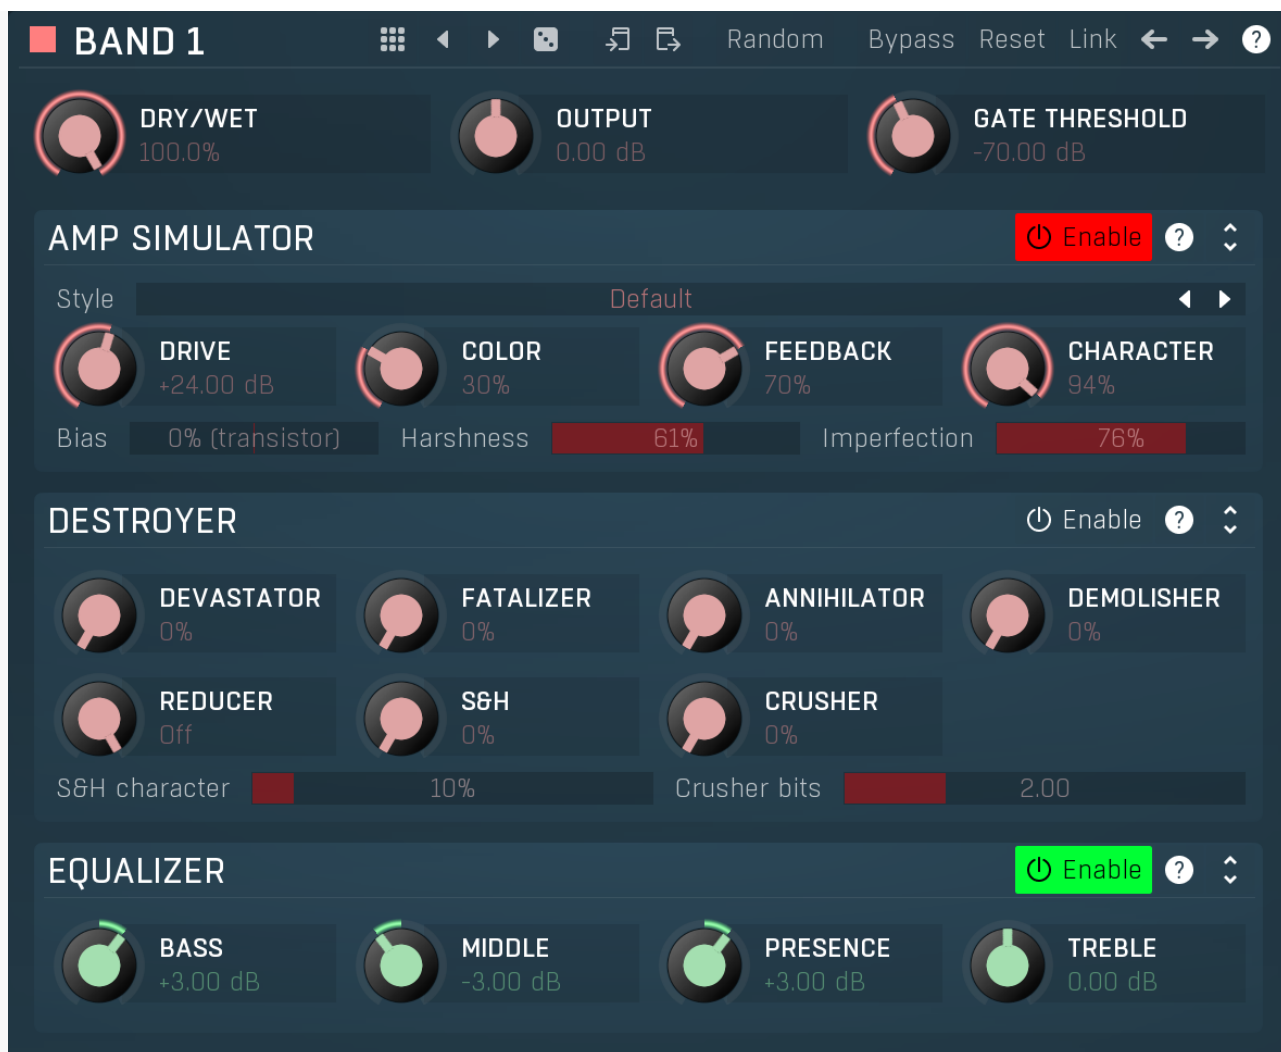 BAND 1 Random Bypass Reset Link ?
DRY/WET OUTPUT GATE THRESHOLD
100.0% 0.00 dB -70.00 dB
AMP SIMULATOR Enable ?
Style Default
DRIVE COLOR FEEDBACK CHARACTER
+24.00 dB 30% 70% 94%
Bias 0% (transistor) Harshness 61% Imperfection 76%
DESTROYER Enable ?
DEVASTATOR FATALIZER ANNIHILATOR DEMOLISHER
0% 0% 0% 0%
REDUCER S&H CRUSHER
Off 0% 0%
S&H character 10% Crusher bits 2.00
EQUALIZER Enable ?
BASS MIDDLE PRESENCE TREBLE
+3.00 dB -3.00 dB +3.00 dB 0.00 dB